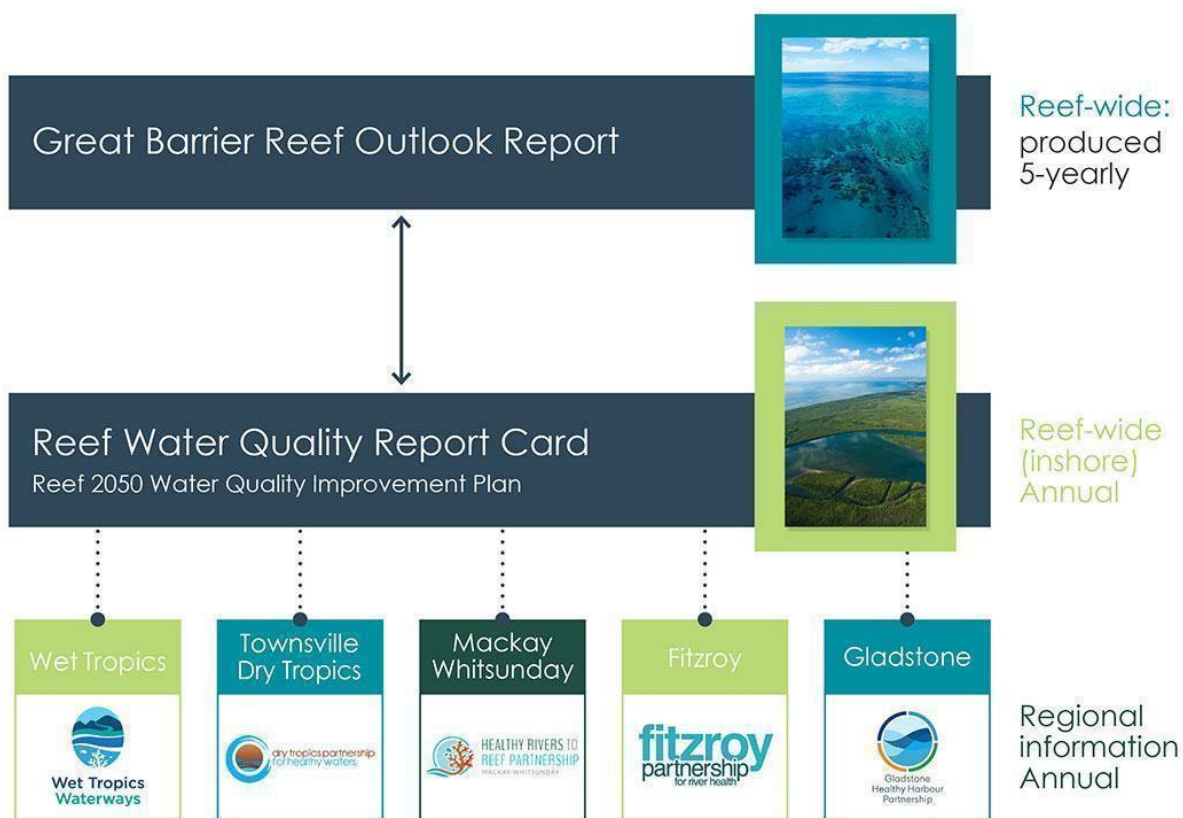 Great Barrier Reef Outlook Report
Reef-wide:
produced
5-yearly
Reef Water Quality Report Card
Reef 2050 Water Quality Improvement Plan
Reef-wide
(inshore)
Annual
Wet Tropics
Townsville
Dry Tropics
Mackay
Whitsunday
Fitzroy
Gladstone
Wet Tropics
Waterways
dry tropics partnership
for healthy waters
HEALTHY RIVERS TO
REEF PARTNERSHIP
MACKAY WHITSUNDAY
fitzroy
partnership
for river health
Gladstone
Healthy Harbour
Partnership
Regional
information
Annual